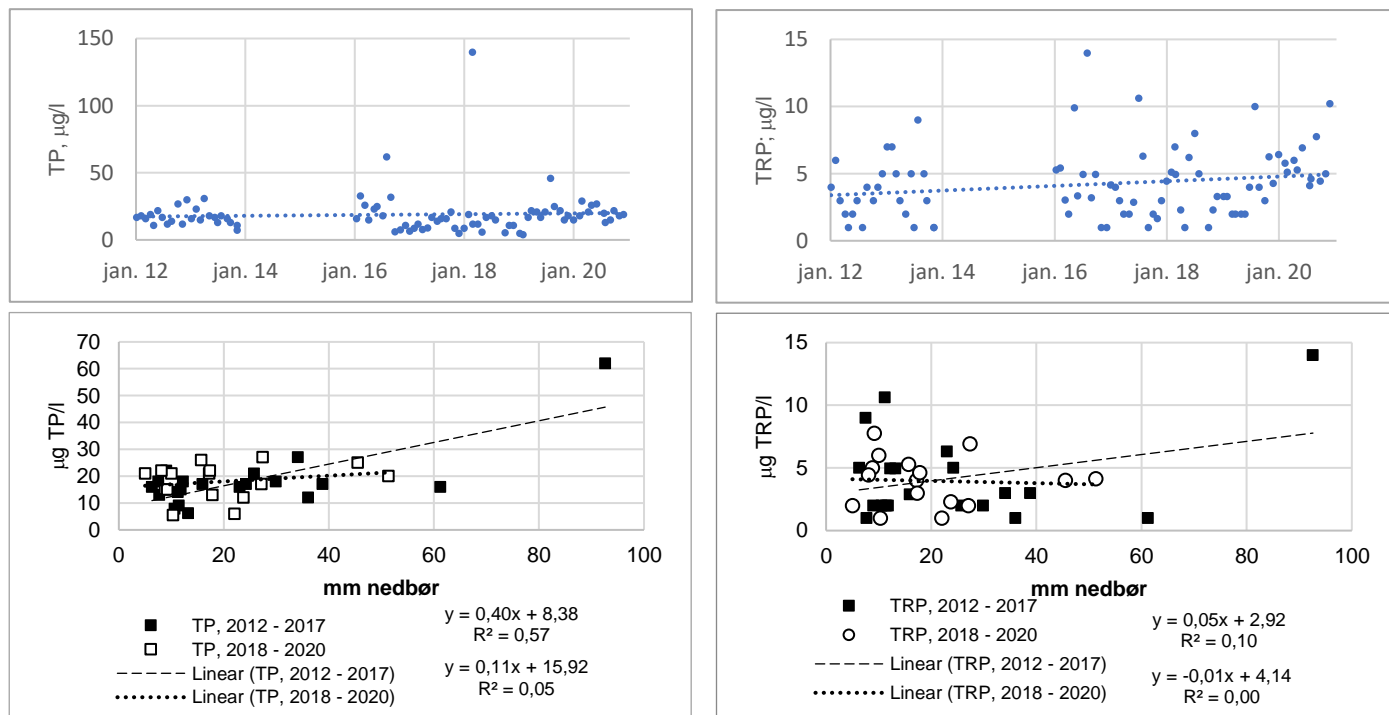 TP, µg/l
150
100
50
0
jan. 12
jan. 14
jan. 16
jan. 18
jan. 20
TRP; µg/l
15
10
5
0
jan. 12
jan. 14
jan. 16
jan. 18
jan. 20
µg TP/l
70
60
50
40
30
20
10
0
0 20 40 60 80 100
mm nedbør
TP, 2012 - 2017
TP, 2018 - 2020
Linear (TP, 2012 - 2017)
Linear (TP, 2018 - 2020)
y = 0,40x + 8,38
R² = 0,57
y = 0,11x + 15,92
R² = 0,05
µg TRP/l
15
10
5
0
0 20 40 60 80 100
mm nedbør
TRP, 2012 - 2017
TRP, 2018 - 2020
Linear (TRP, 2012 - 2017)
Linear (TRP, 2018 - 2020)
y = 0,05x + 2,92
R² = 0,10
y = -0,01x + 4,14
R² = 0,00